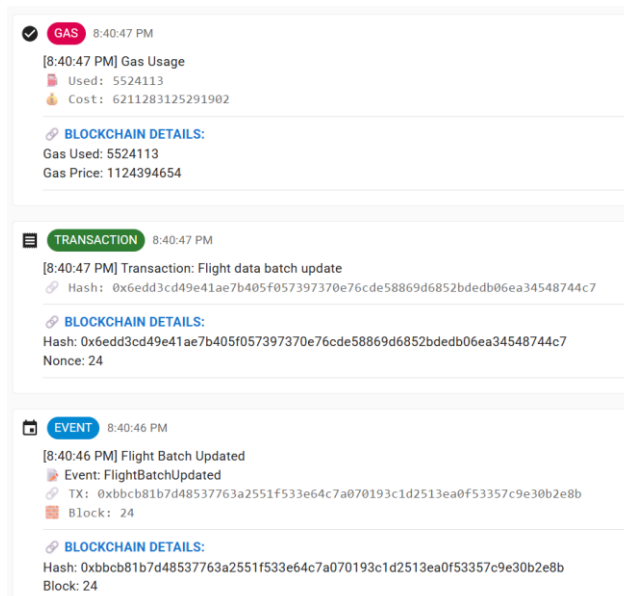 GAS 8:40:47 PM
[8:40:47 PM] Gas Usage
Used: 5524113
Cost: 6211283125291902
BLOCKCHAIN DETAILS:
Gas Used: 5524113
Gas Price: 1124394654
TRANSACTION 8:40:47 PM
[8:40:47 PM] Transaction: Flight data batch update
Hash: 0x6edd3cd49e41ae7b405f057397370e76cde58869d6852bdedb06ea34548744c7
BLOCKCHAIN DETAILS:
Hash: 0x6edd3cd49e41ae7b405f057397370e76cde58869d6852bdedb06ea34548744c7
Nonce: 24
EVENT 8:40:46 PM
[8:40:46 PM] Flight Batch Updated
Event: FlightBatchUpdated
TX: 0xbbcb81b7d48537763a2551f533e64c7a070193c1d2513ea0f53357c9e30b2e8b
Block: 24
BLOCKCHAIN DETAILS:
Hash: 0xbbcb81b7d48537763a2551f533e64c7a070193c1d2513ea0f53357c9e30b2e8b
Block: 24